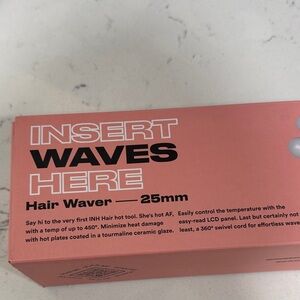 INSERT
WAVES
HERE
Hair Waver — 25mm
Say hi to the very first INH Hair hot tool. She's hot AF,
with a temp of up to 450°. Minimize heat damage
with hot plates coated in a tourmaline ceramic glaze.
Easily control the temperature with the
easy-read LCD panel. Last but certainly not
least, a 360° swivel cord for effortless wave